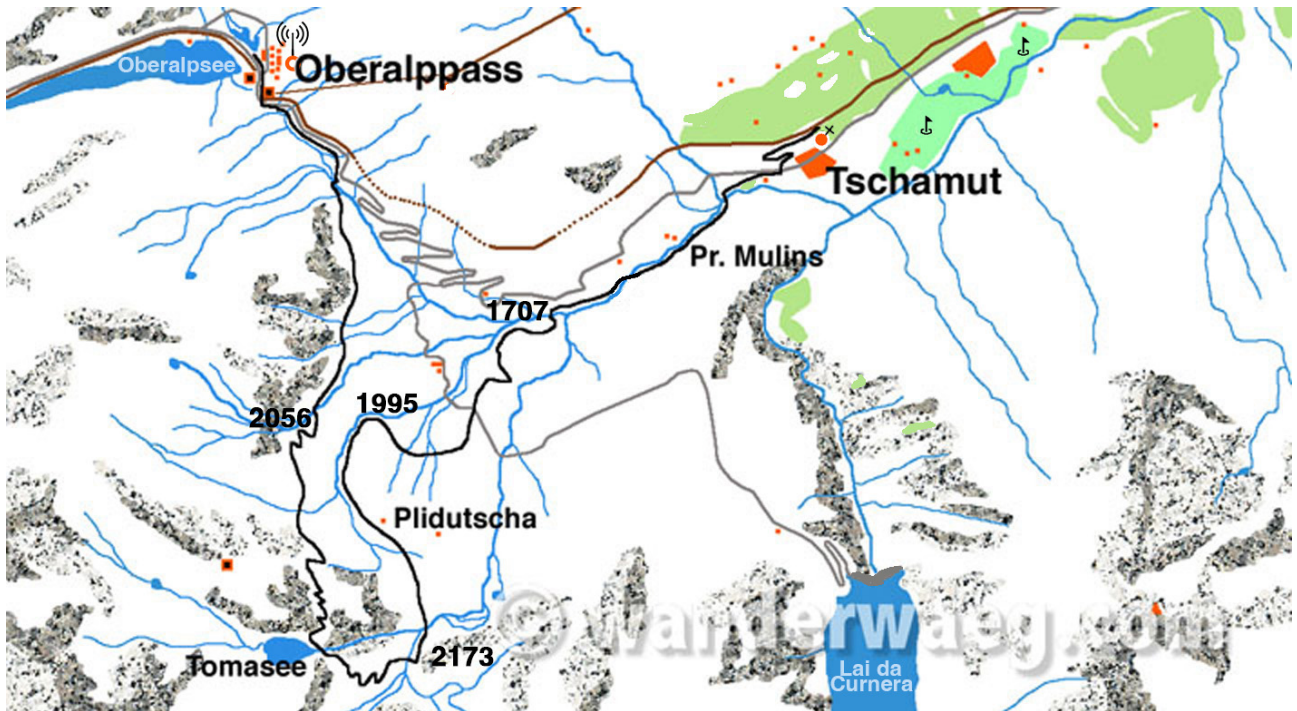 Oberalpsee
Oberalppass
Tschamut
Pr. Mulins
1707
2056
1995
Plidutscha
© wanderwaeg.com
2173
Tomasee
Lai da
Curnera